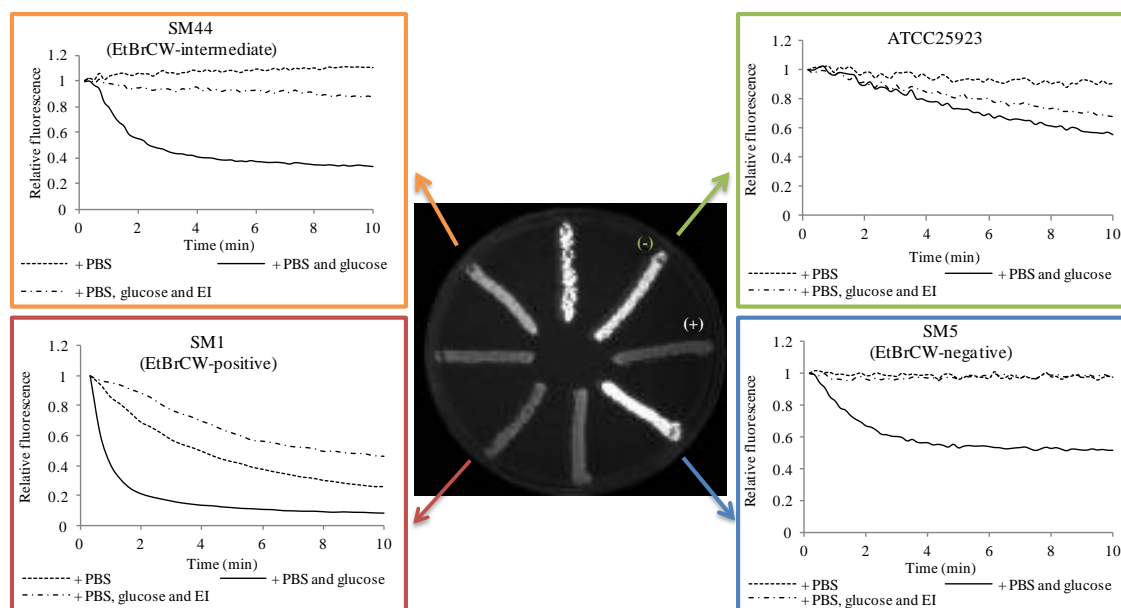 SM44
(EtBrCW-intermediate)
1.2
1
0.8
0.6
0.4
0.2
0
Relative fluorescence
0 2 4 6 8 10
Time (min)
+ PBS
+ PBS and glucose
+ PBS, glucose and EI
ATCC25923
1.2
1
0.8
0.6
0.4
0.2
0
Relative fluorescence
0 2 4 6 8 10
Time (min)
+ PBS
+ PBS and glucose
+ PBS, glucose and EI
(-)
(+)
SM1
(EtBrCW-positive)
1.2
1
0.8
0.6
0.4
0.2
0
Relative fluorescence
0 2 4 6 8 10
Time (min)
+ PBS
+ PBS and glucose
+ PBS, glucose and EI
SM5
(EtBrCW-negative)
1.2
1
0.8
0.6
0.4
0.2
0
Relative fluorescence
0 2 4 6 8 10
Time (min)
+ PBS
+ PBS and glucose
+ PBS, glucose and EI